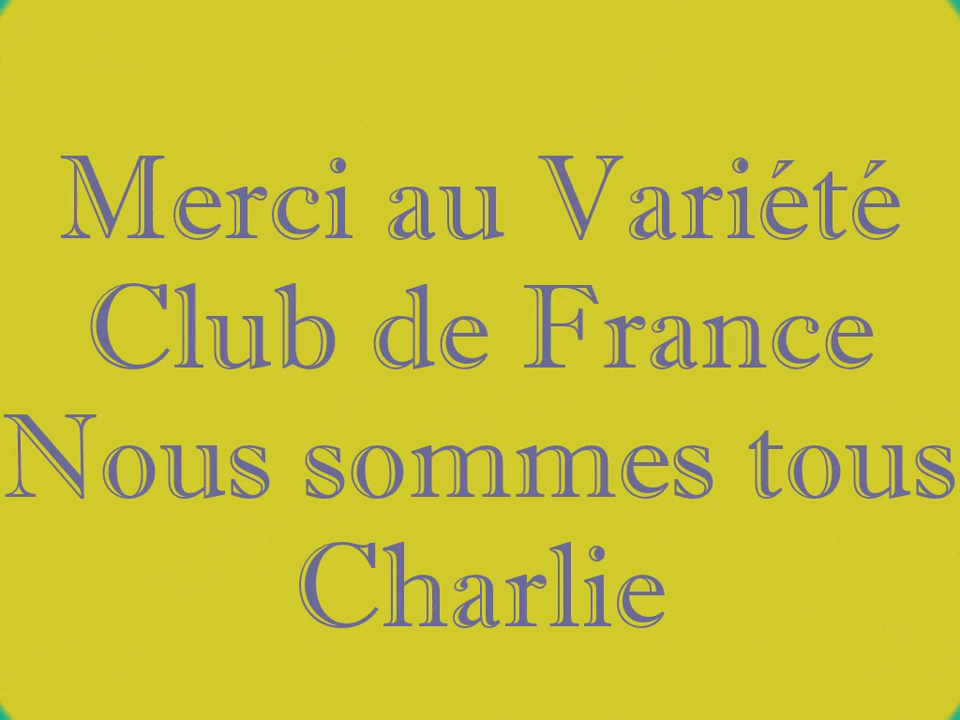 Merci au Variété
Club de France
Nous sommes tous
Charlie